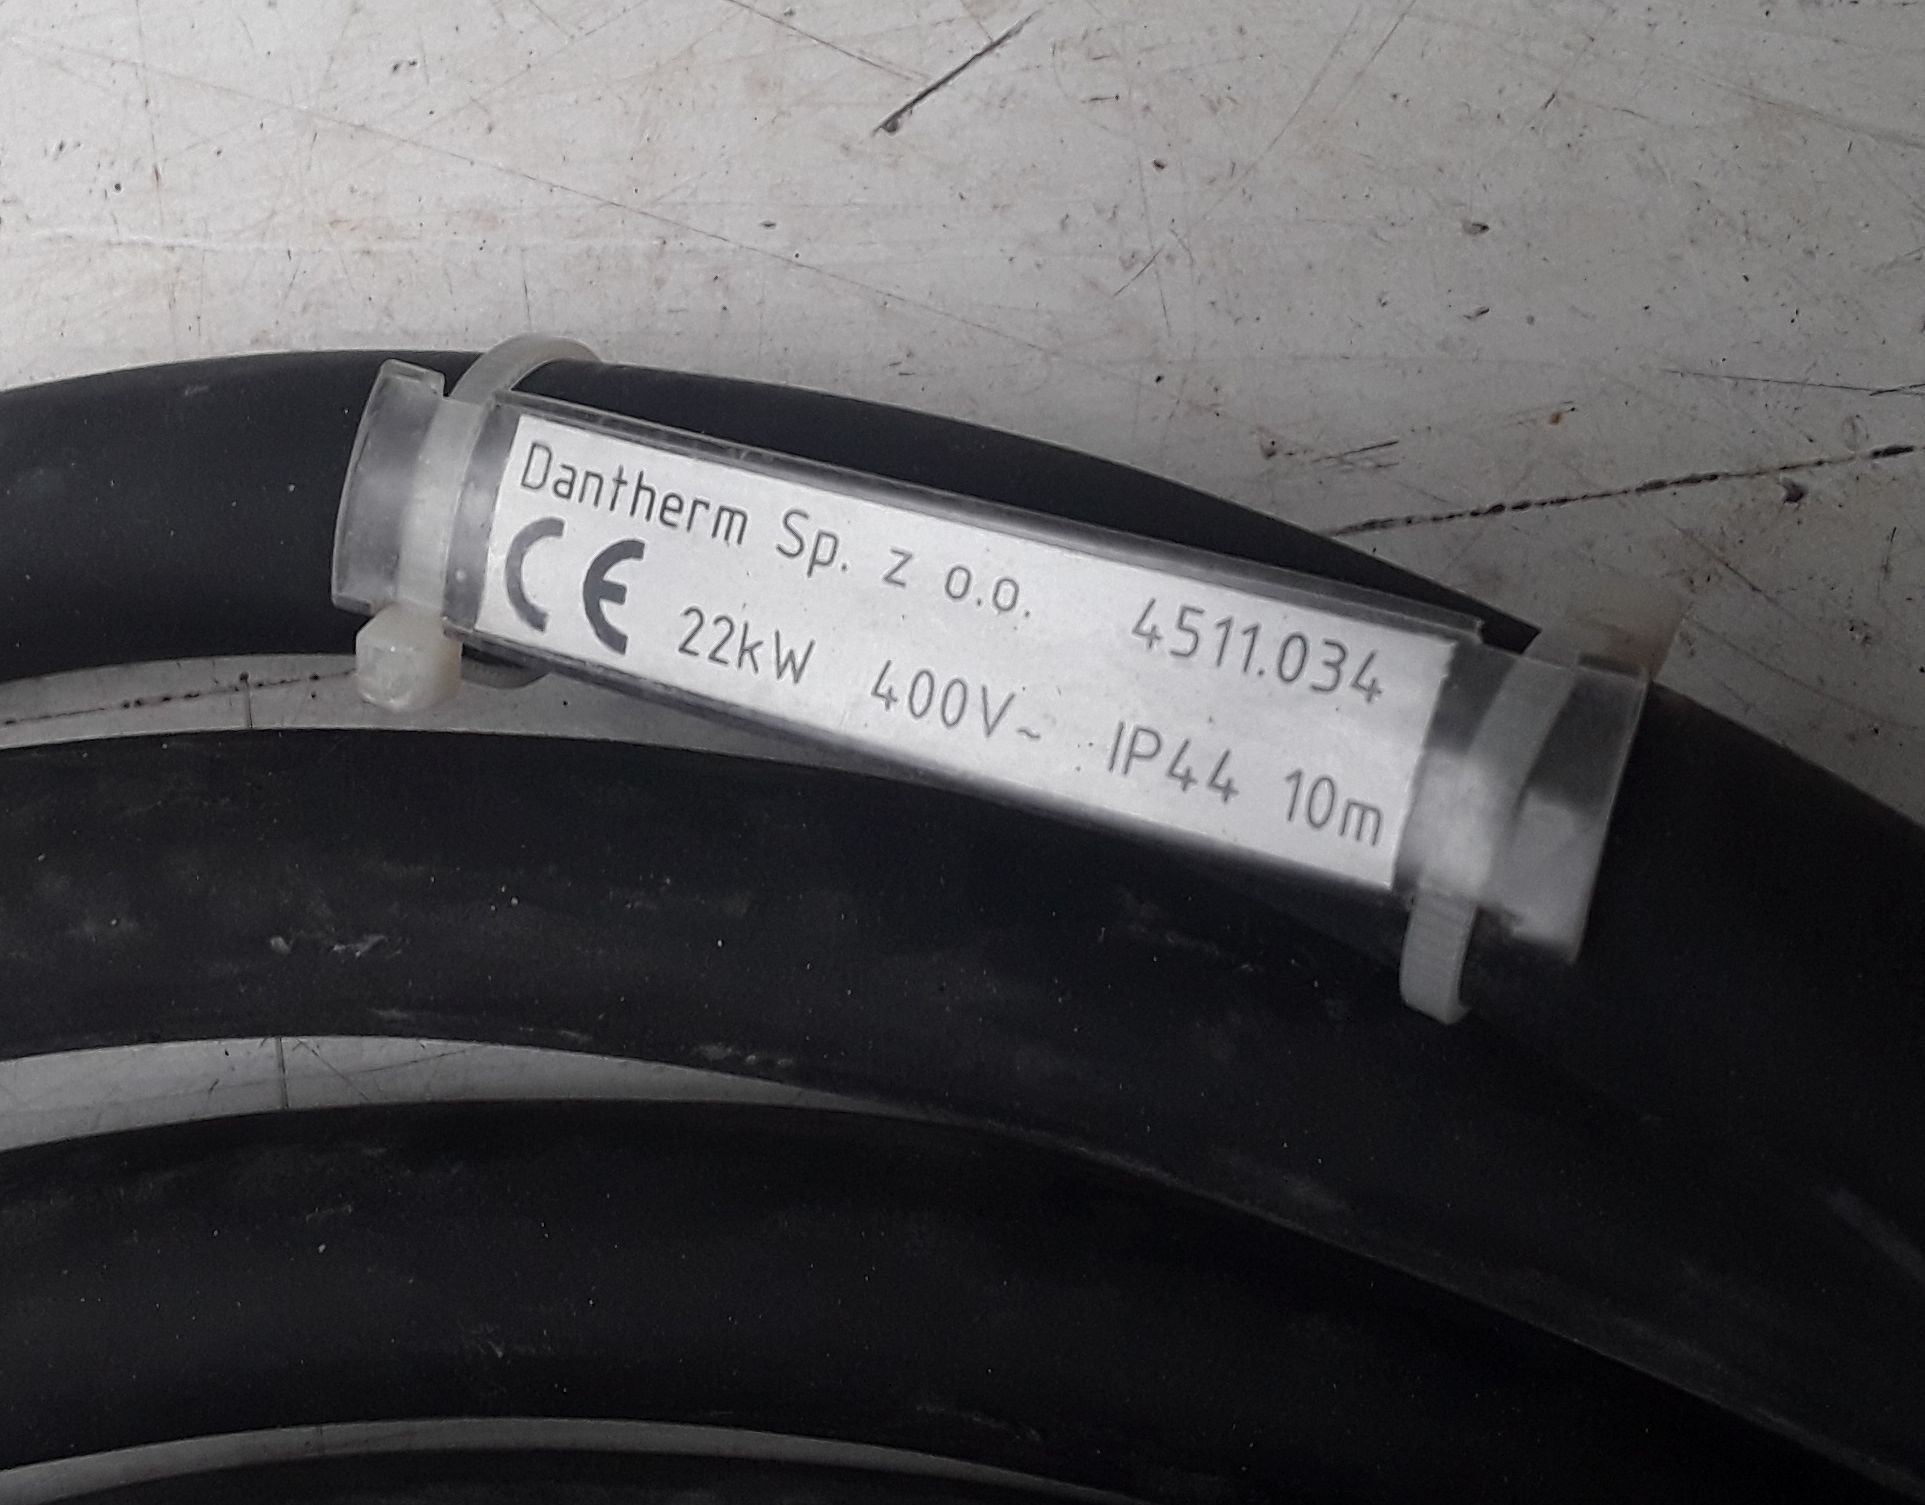 Dantherm Sp. z o.o. 4511.034
CE 22kW 400V~ IP44 10m